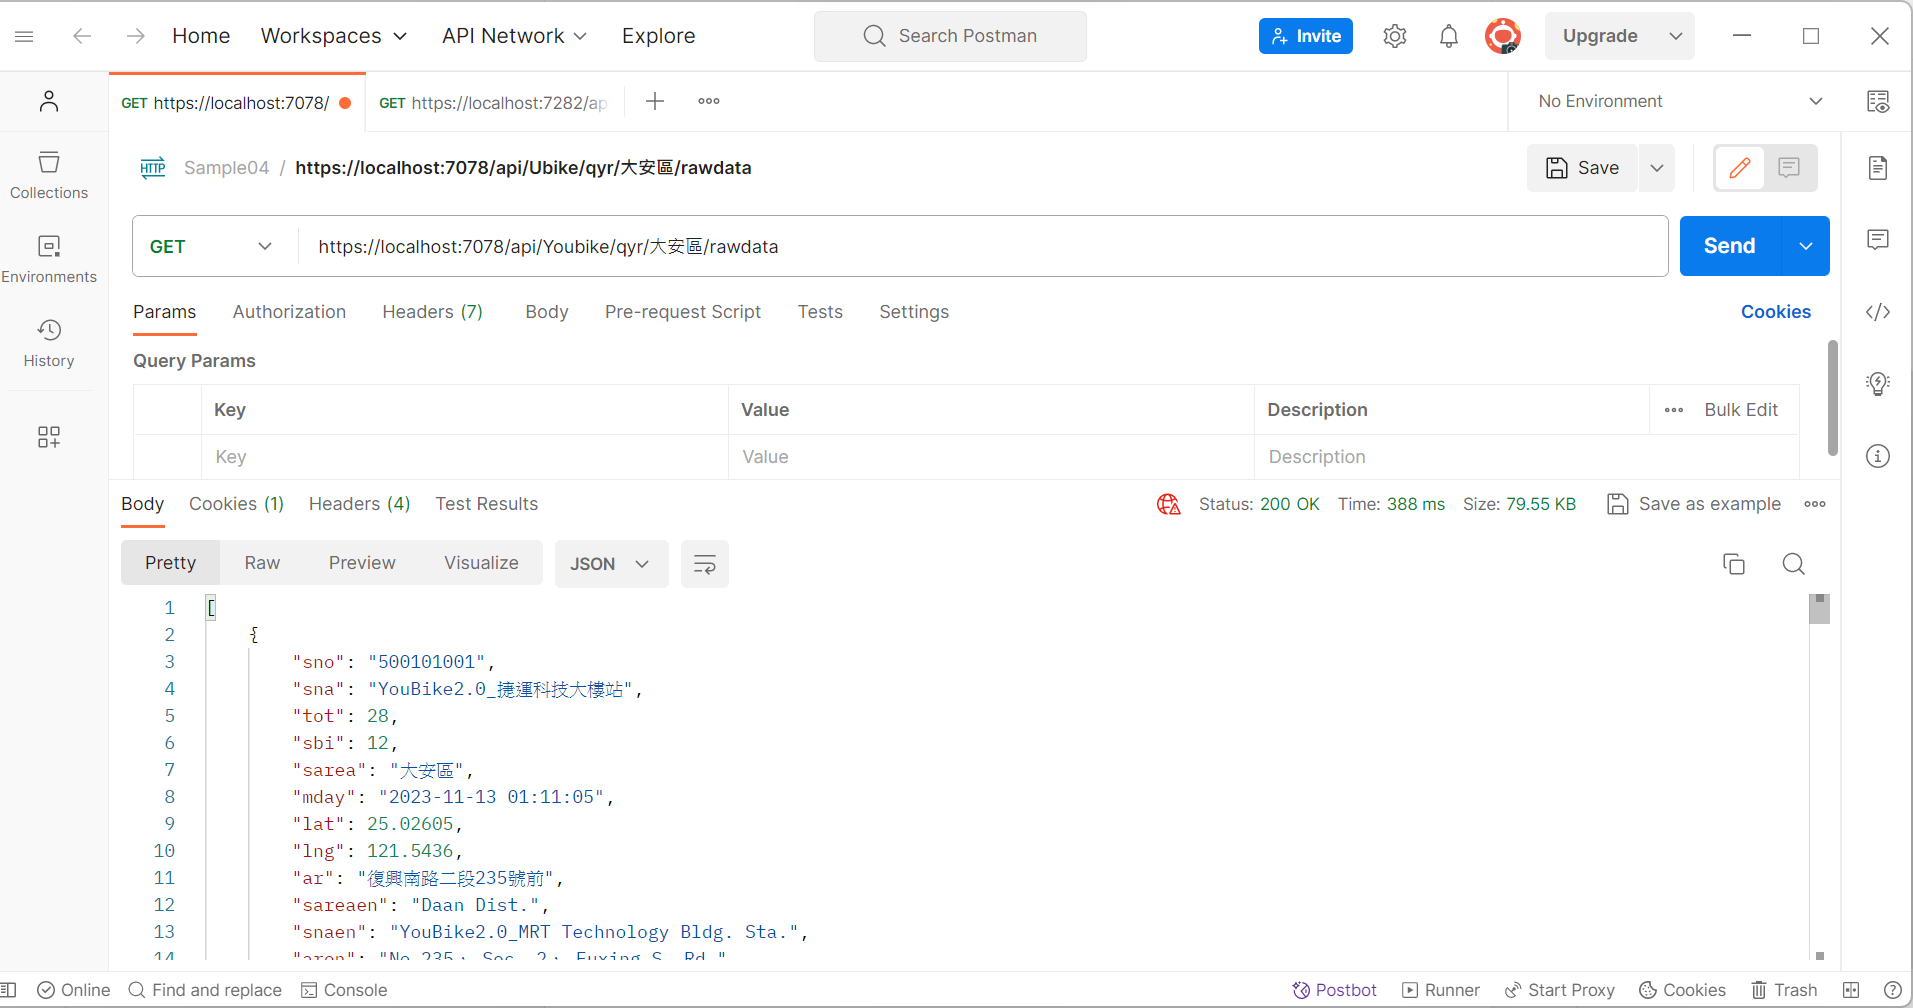 Home Workspaces API Network Explore Search Postman Invite Upgrade
GET https://localhost:7078/ GET https://localhost:7282/ap No Environment
HTTP Sample04 / https://localhost:7078/api/Ubike/qyr/大安區/rawdata Save
Collections
GET https://localhost:7078/api/Youbike/qyr/大安區/rawdata Send
Environments
Params Authorization Headers (7) Body Pre-request Script Tests Settings Cookies
History
Query Params
Key Value Description Bulk Edit
Key Value Description
Body Cookies (1) Headers (4) Test Results Status: 200 OK Time: 388 ms Size: 79.55 KB Save as example
Pretty Raw Preview Visualize JSON
1 [
2 {
3 "sno": "500101001",
4 "sna": "YouBike2.0_捷運科技大樓站",
5 "tot": 28,
6 "sbi": 12,
7 "sarea": "大安區",
8 "mday": "2023-11-13 01:11:05",
9 "lat": 25.02605,
10 "lng": 121.5436,
11 "ar": "復興南路二段235號前",
12 "sareaen": "Daan Dist.",
13 "snaen": "YouBike2.0_MRT Technology Bldg. Sta.",
14 "aren": "No.235， Sec. 2， Fuxing S. Rd."
Online Find and replace Console Postbot Runner Start Proxy Cookies Trash